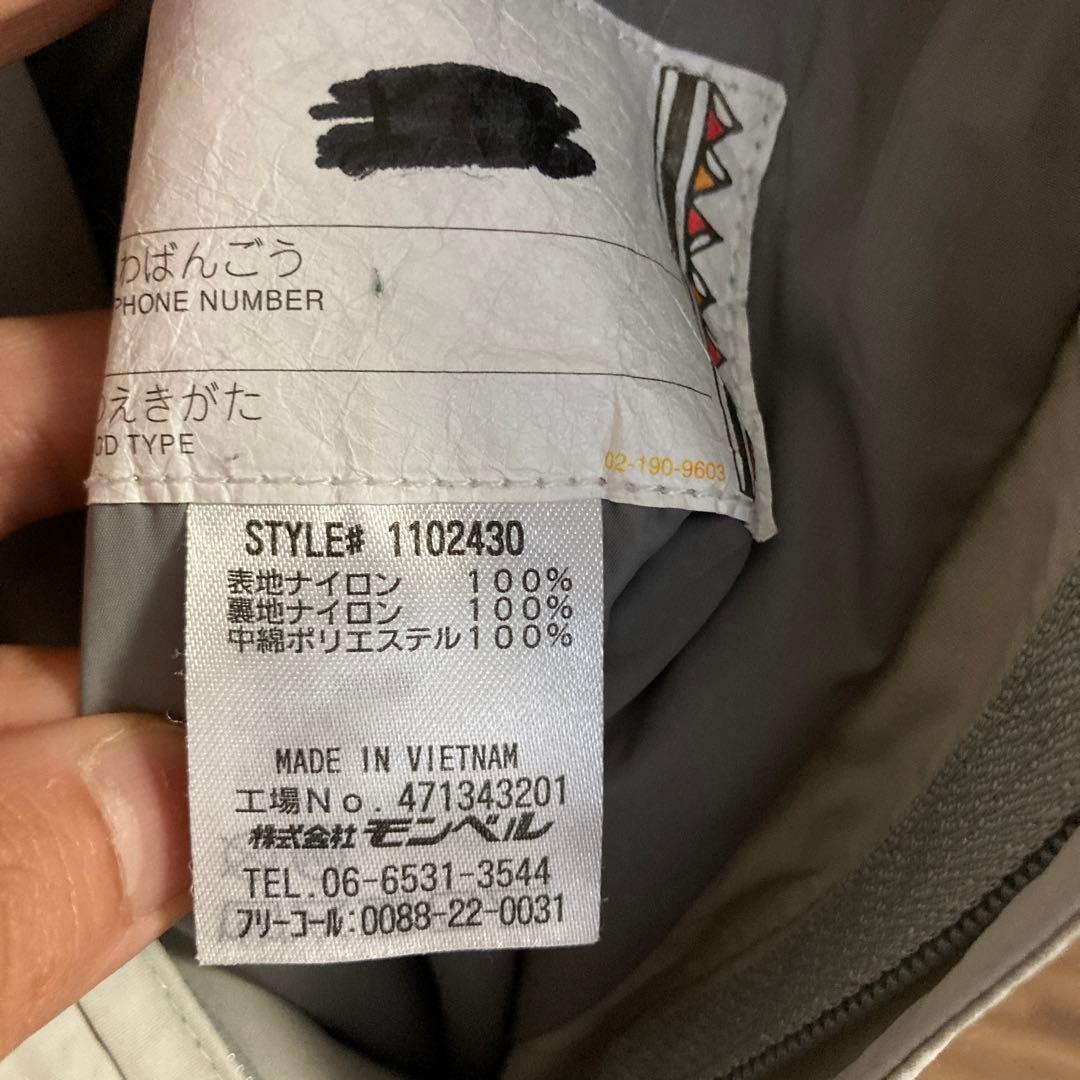 わばんごう
PHONE NUMBER
えきがた
OD TYPE
02-190-9603
STYLE# 1102430
表地ナイロン 100%
裏地ナイロン 100%
中綿ポリエステル100%
MADE IN VIETNAM
工場No.471343201
株式会社モンベル
TEL.06-6531-3544
フリーコール:0088-22-0031